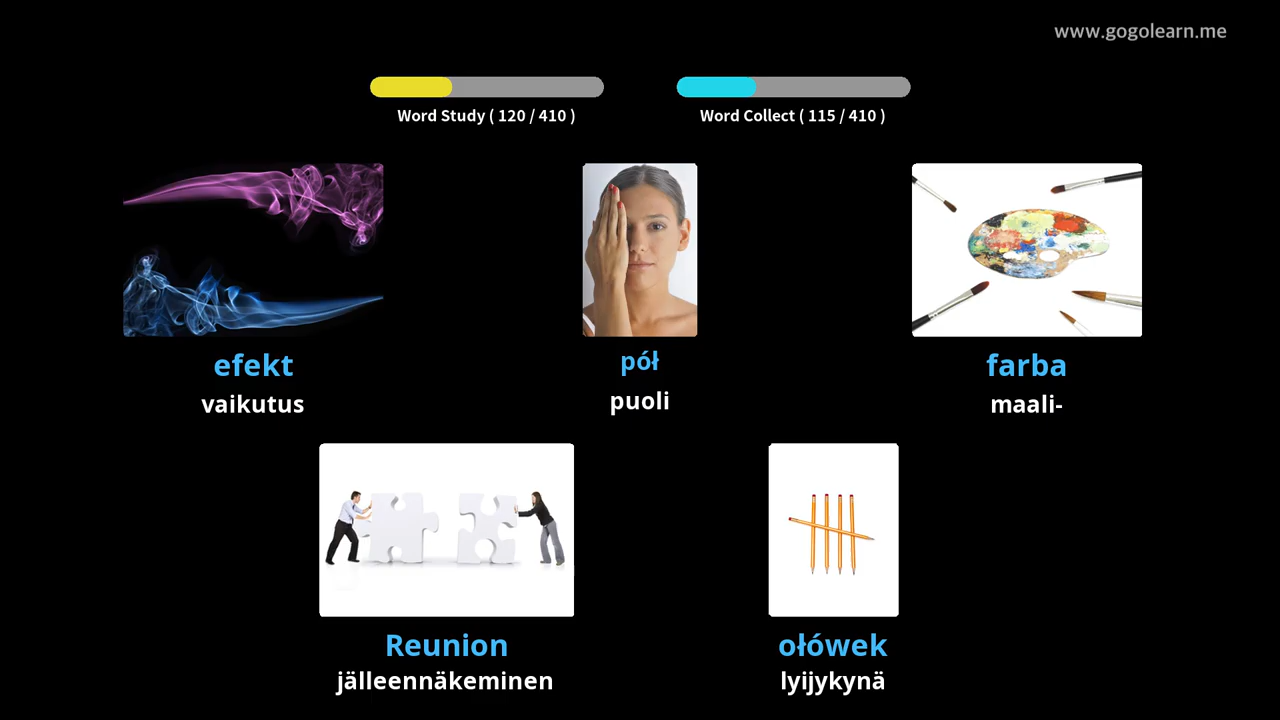 www.gogolearn.me
Word Study ( 120 / 410 )
Word Collect ( 115 / 410 )
efekt
vaikutus
pół
puoli
farba
maali-
Reunion
jälleennäkeminen
ołówek
lyijykynä